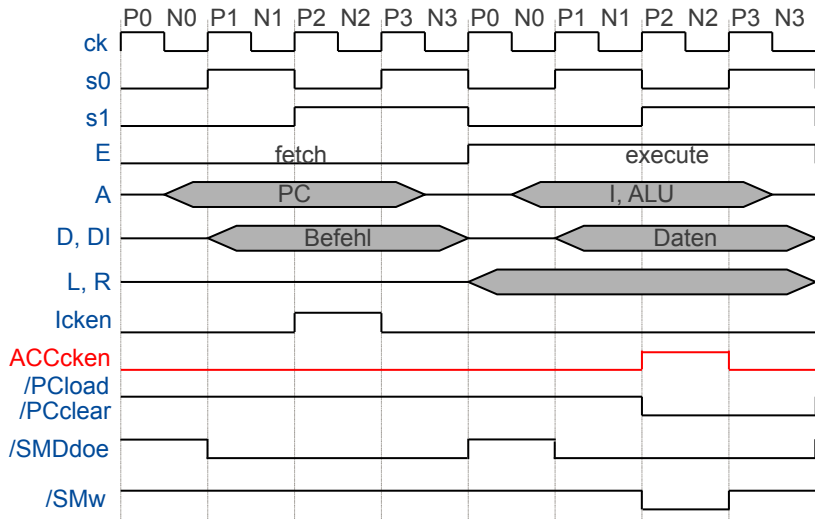 P0 N0 P1 N1 P2 N2 P3 N3 P0 N0 P1 N1 P2 N2 P3 N3
ck
s0
s1
E fetch execute
A PC I, ALU
D, DI Befehl Daten
L, R
Icken
ACCcken
/PCload
/PCclear
/SMDdoe
/SMw